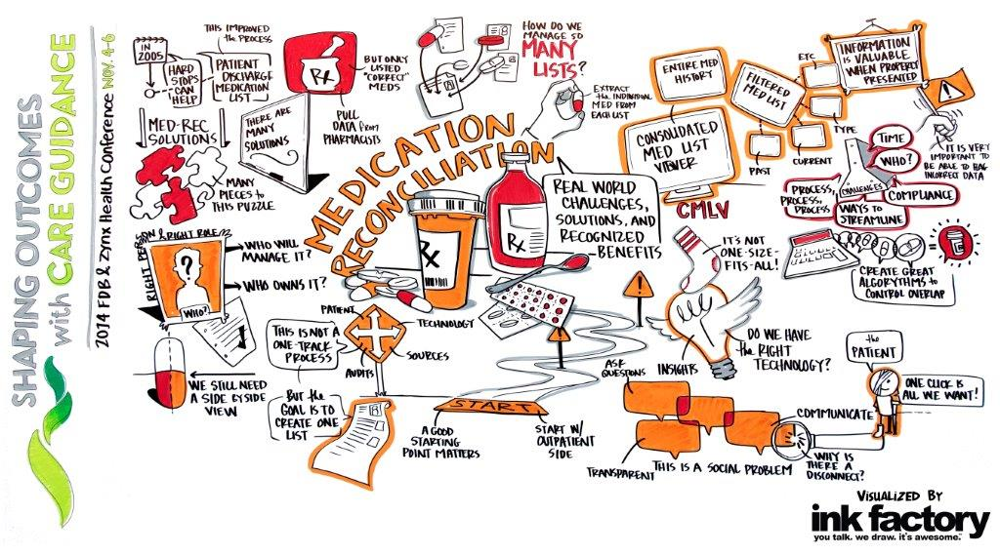 SHAPING OUTCOMES
with CARE GUIDANCE
2014 FDB & Zynx Health Conference NOV. 4-6
IN
2005
HARD
STOPS
CAN
HELP
THIS IMPROVED
the PROCESS
PATIENT
DISCHARGE
MEDICATION
LIST
Rx
BUT ONLY
LISTED
"CORRECT"
MEDS
PULL
DATA FROM
PHARMACISTS
THERE ARE
MANY
SOLUTIONS
MED-REC
SOLUTIONS
MANY
PIECES to
THIS PUZZLE
HOW DO WE
MANAGE SO
MANY
LISTS?
EXTRACT
the INDIVIDUAL
MED FROM
EACH LIST
MEDICATION
RECONCILIATION
Rx
Rx
REAL WORLD
CHALLENGES,
SOLUTIONS, AND
RECOGNIZED
BENEFITS
ENTIRE MED
HISTORY
CONSOLIDATED
MED LIST
VIEWER
CMLV
FILTERED
MED LIST
ETC
TYPE
CURRENT
PAST
INFORMATION
IS VALUABLE
WHEN PROPERLY
PRESENTED
!
IT IS VERY
IMPORTANT TO
BE ABLE TO FLAG
INCORRECT DATA
TIME
WHO?
CHALLENGES
COMPLIANCE
PROCESS,
PROCESS,
PROCESS
WAYS to
STREAMLINE
CREATE GREAT
ALGORITHMS to
CONTROL OVERLAP
RIGHT PERSON & RIGHT ROLE
?
WHO?
WHO WILL
MANAGE IT?
WHO OWNS IT?
WE STILL NEED
A SIDE BY SIDE
VIEW
PATIENT
TECHNOLOGY
AUDITS
SOURCES
THIS IS NOT A
ONE-TRACK
PROCESS
BUT the
GOAL IS TO
CREATE ONE
LIST
START
A GOOD
STARTING
POINT MATTERS
START W/
OUTPATIENT
SIDE
!
!
IT'S NOT
ONE-SIZE-
FITS-ALL!
INSIGHTS
DO WE HAVE
the RIGHT
TECHNOLOGY?
ASK
QUESTIONS
TRANSPARENT
THIS IS A SOCIAL PROBLEM
COMMUNICATE
WHY IS
THERE A
DISCONNECT?
the
PATIENT
ONE CLICK IS
ALL WE WANT!
VISUALIZED BY
ink factory
you talk. we draw. it's awesome.™